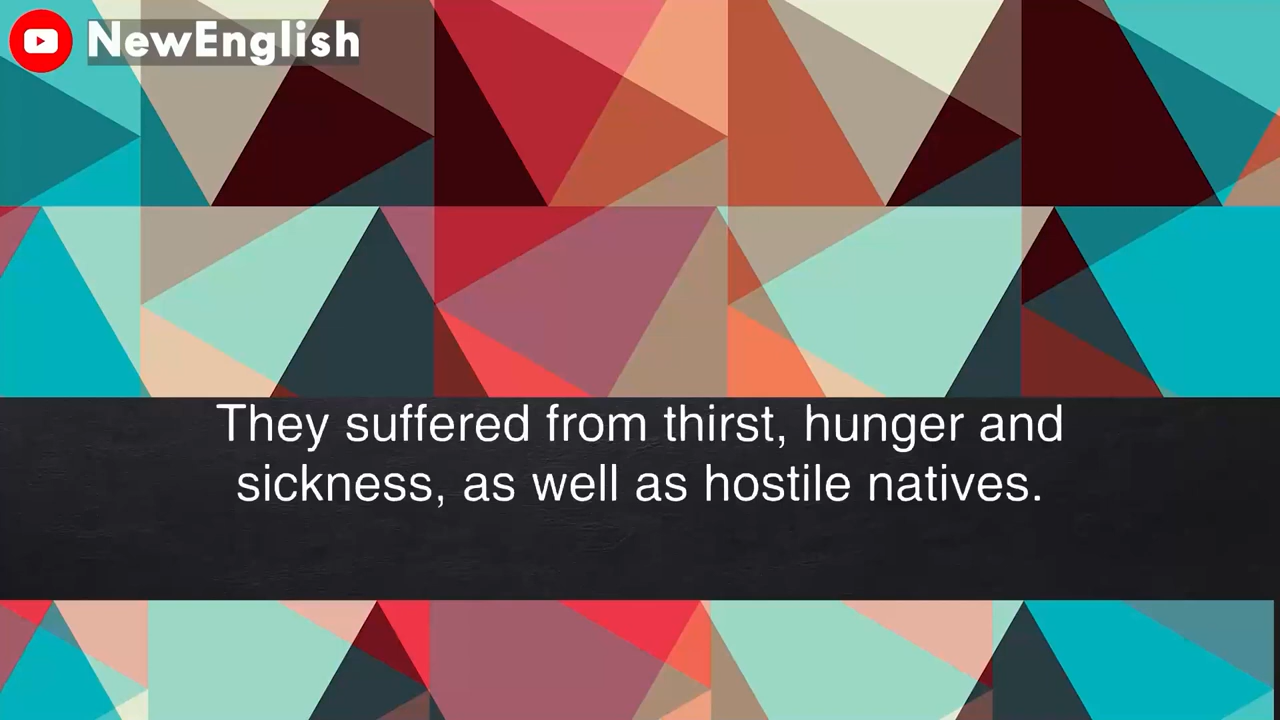 NewEnglish
They suffered from thirst, hunger and
sickness, as well as hostile natives.